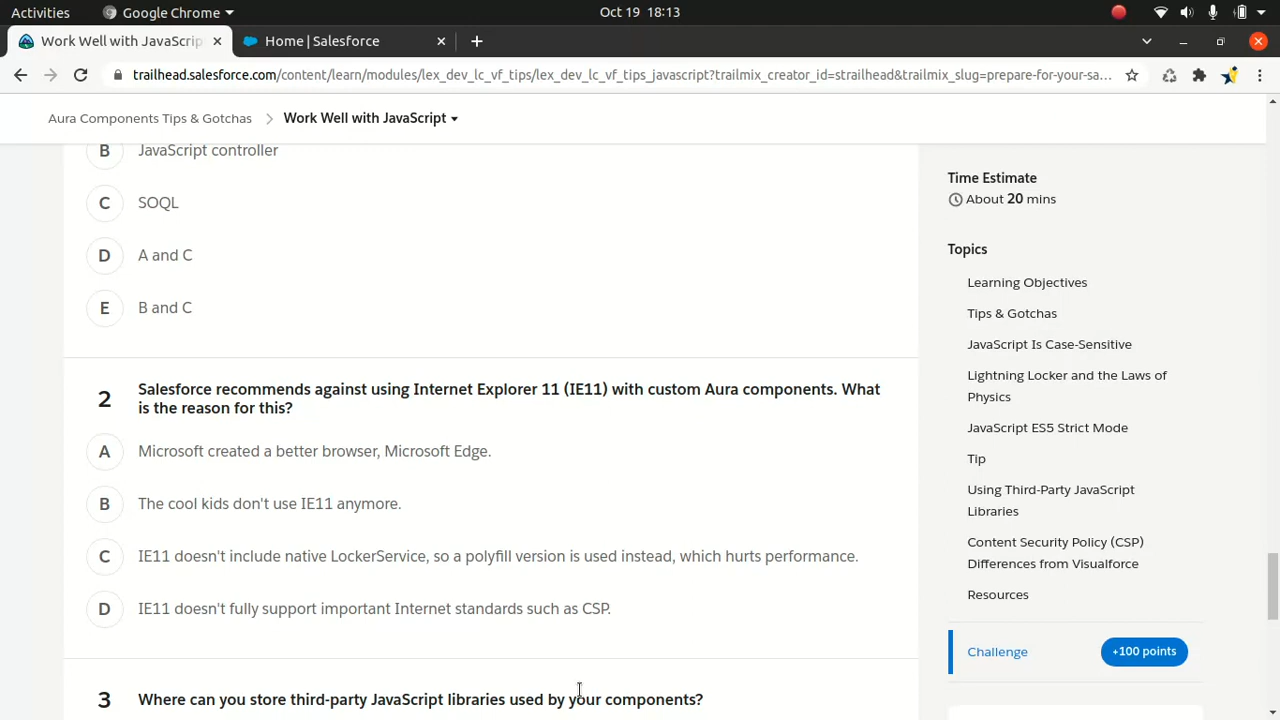 Activities
Google Chrome
Oct 19 18:13
Work Well with JavaScrip
Home | Salesforce
trailhead.salesforce.com/content/learn/modules/lex_dev_lc_vf_tips/lex_dev_lc_vf_tips_javascript?trailmix_creator_id=strailhead&trailmix_slug=prepare-for-your-sa...
Aura Components Tips & Gotchas
Work Well with JavaScript
B JavaScript controller
C SOQL
D A and C
E B and C
2 Salesforce recommends against using Internet Explorer 11 (IE11) with custom Aura components. What
is the reason for this?
A Microsoft created a better browser, Microsoft Edge.
B The cool kids don't use IE11 anymore.
C IE11 doesn't include native LockerService, so a polyfill version is used instead, which hurts performance.
D IE11 doesn't fully support important Internet standards such as CSP.
3 Where can you store third-party JavaScript libraries used by your components?
Time Estimate
About 20 mins
Topics
Learning Objectives
Tips & Gotchas
JavaScript Is Case-Sensitive
Lightning Locker and the Laws of
Physics
JavaScript ES5 Strict Mode
Tip
Using Third-Party JavaScript
Libraries
Content Security Policy (CSP)
Differences from Visualforce
Resources
Challenge
+100 points